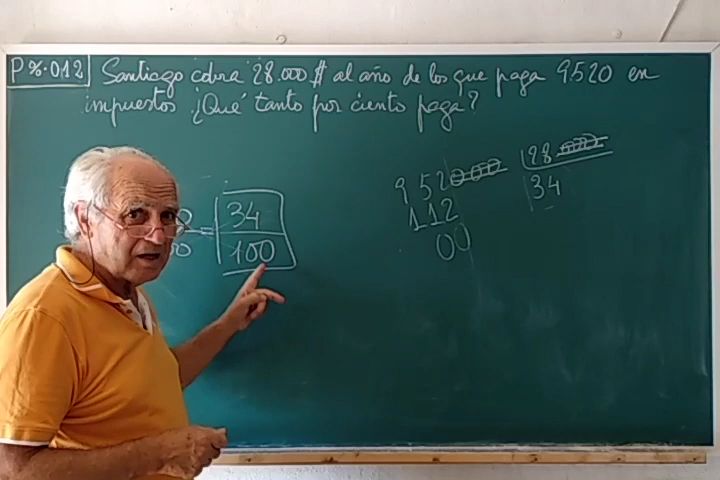 P%.012 Santiago cobra 28.000 $ al año de los que paga 9520 en
impuestos ¿Qué tanto por ciento paga?
= 34
100
952000 28
112 34
00